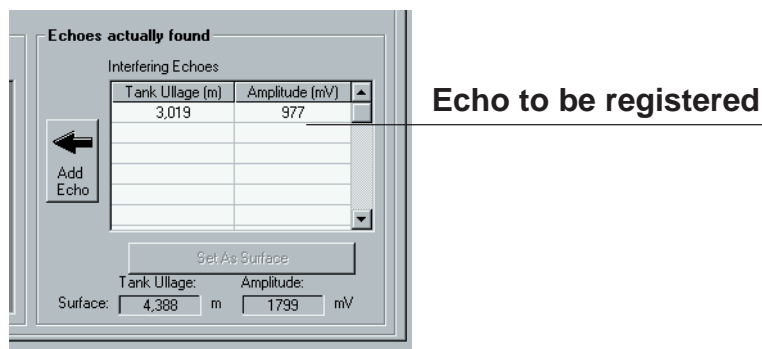 Echoes actually found
Interfering Echoes
Tank Ullage (m) Amplitude (mV)
3,019 977
Echo to be registered
Add
Echo
Set As Surface
Tank Ullage: Amplitude:
Surface: 4,388 m 1799 mV